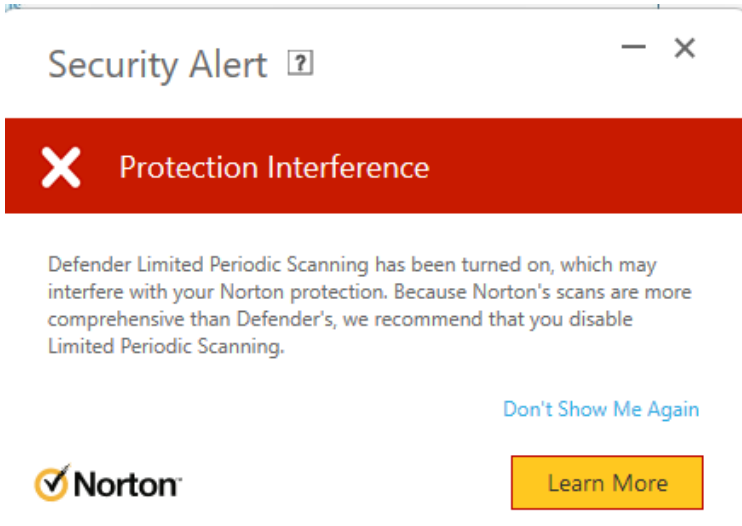 Security Alert ?
Protection Interference
Defender Limited Periodic Scanning has been turned on, which may
interfere with your Norton protection. Because Norton's scans are more
comprehensive than Defender's, we recommend that you disable
Limited Periodic Scanning.
Don't Show Me Again
Norton
Learn More